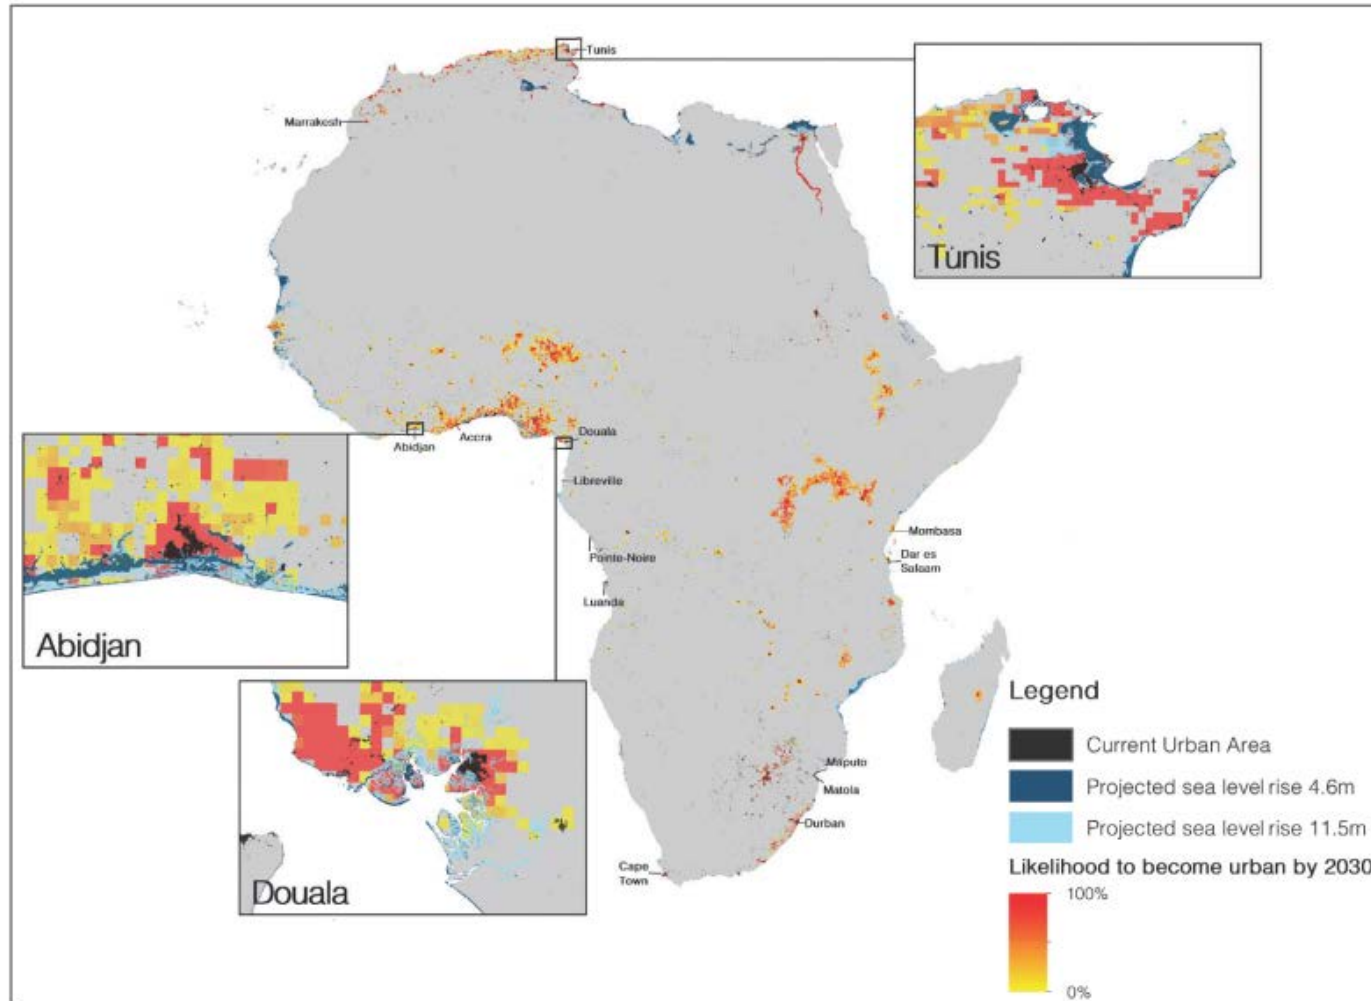 Tunis
Marrakesh
Tunis
Abidjan
Accra
Douala
Libreville
Mombasa
Pointe-Noire
Dar es
Salaam
Luanda
Abidjan
Legend
Current Urban Area
Maputo
Matola
Projected sea level rise 4.6m
Durban
Projected sea level rise 11.5m
Cape
Town
Likelihood to become urban by 2030
Douala
100%
0%